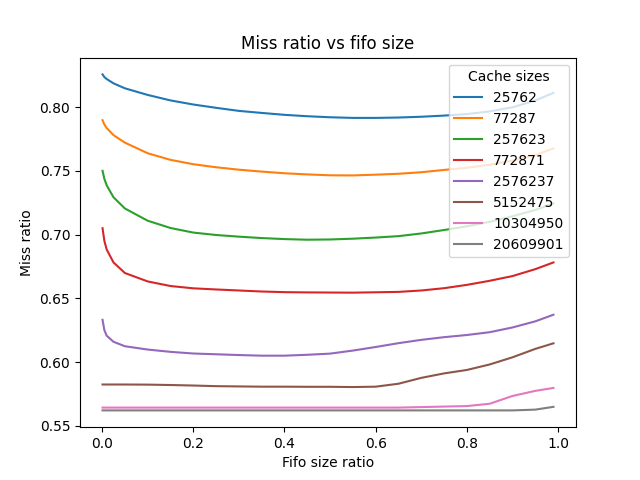 Miss ratio vs fifo size
Cache sizes
25762
77287
257623
772871
2576237
5152475
10304950
20609901
Miss ratio
0.80
0.75
0.70
0.65
0.60
0.55
0.0 0.2 0.4 0.6 0.8 1.0
Fifo size ratio